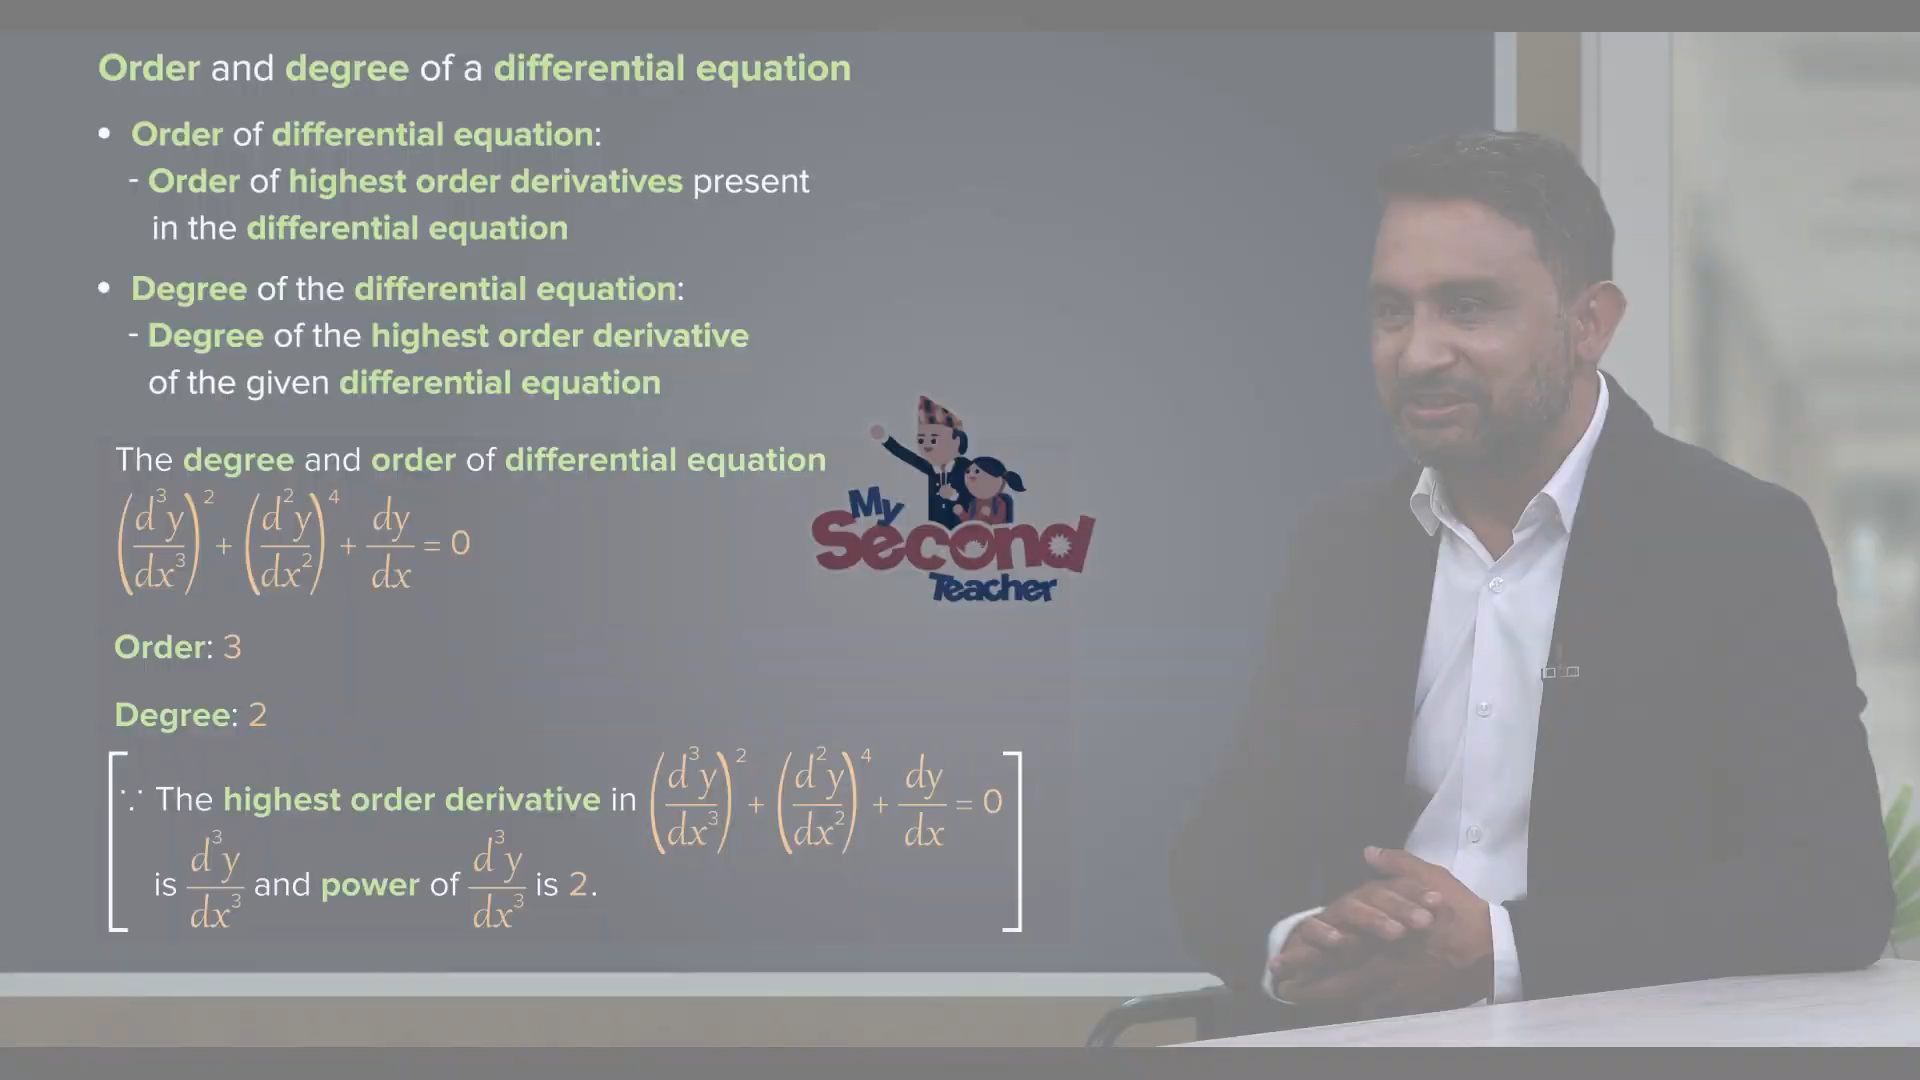 Order and degree of a differential equation
• Order of differential equation:
- Order of highest order derivatives present
in the differential equation
• Degree of the differential equation:
- Degree of the highest order derivative
of the given differential equation
The degree and order of differential equation
(d³y/dx³)² + (d²y/dx²)⁴ + dy/dx = 0
Order: 3
Degree: 2
∵ The highest order derivative in (d³y/dx³)² + (d²y/dx²)⁴ + dy/dx = 0
is d³y/dx³ and power of d³y/dx³ is 2.
My
Second
Teacher